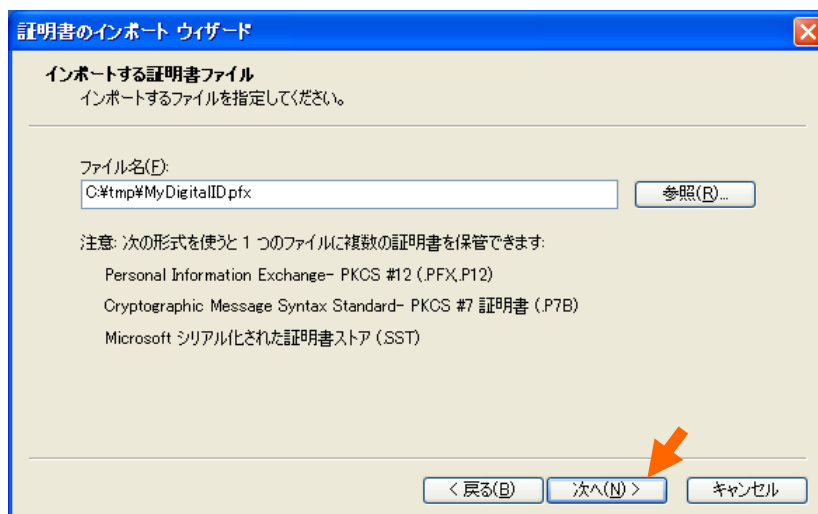 証明書のインポート ウィザード
インポートする証明書ファイル
インポートするファイルを指定してください。
ファイル名(F):
C:¥tmp¥MyDigitalID.pfx
参照(R)...
注意: 次の形式を使うと 1 つのファイルに複数の証明書を保管できます:
Personal Information Exchange- PKCS #12 (.PFX,.P12)
Cryptographic Message Syntax Standard- PKCS #7 証明書 (.P7B)
Microsoft シリアル化された証明書ストア (.SST)
< 戻る(B) 次へ(N) > キャンセル